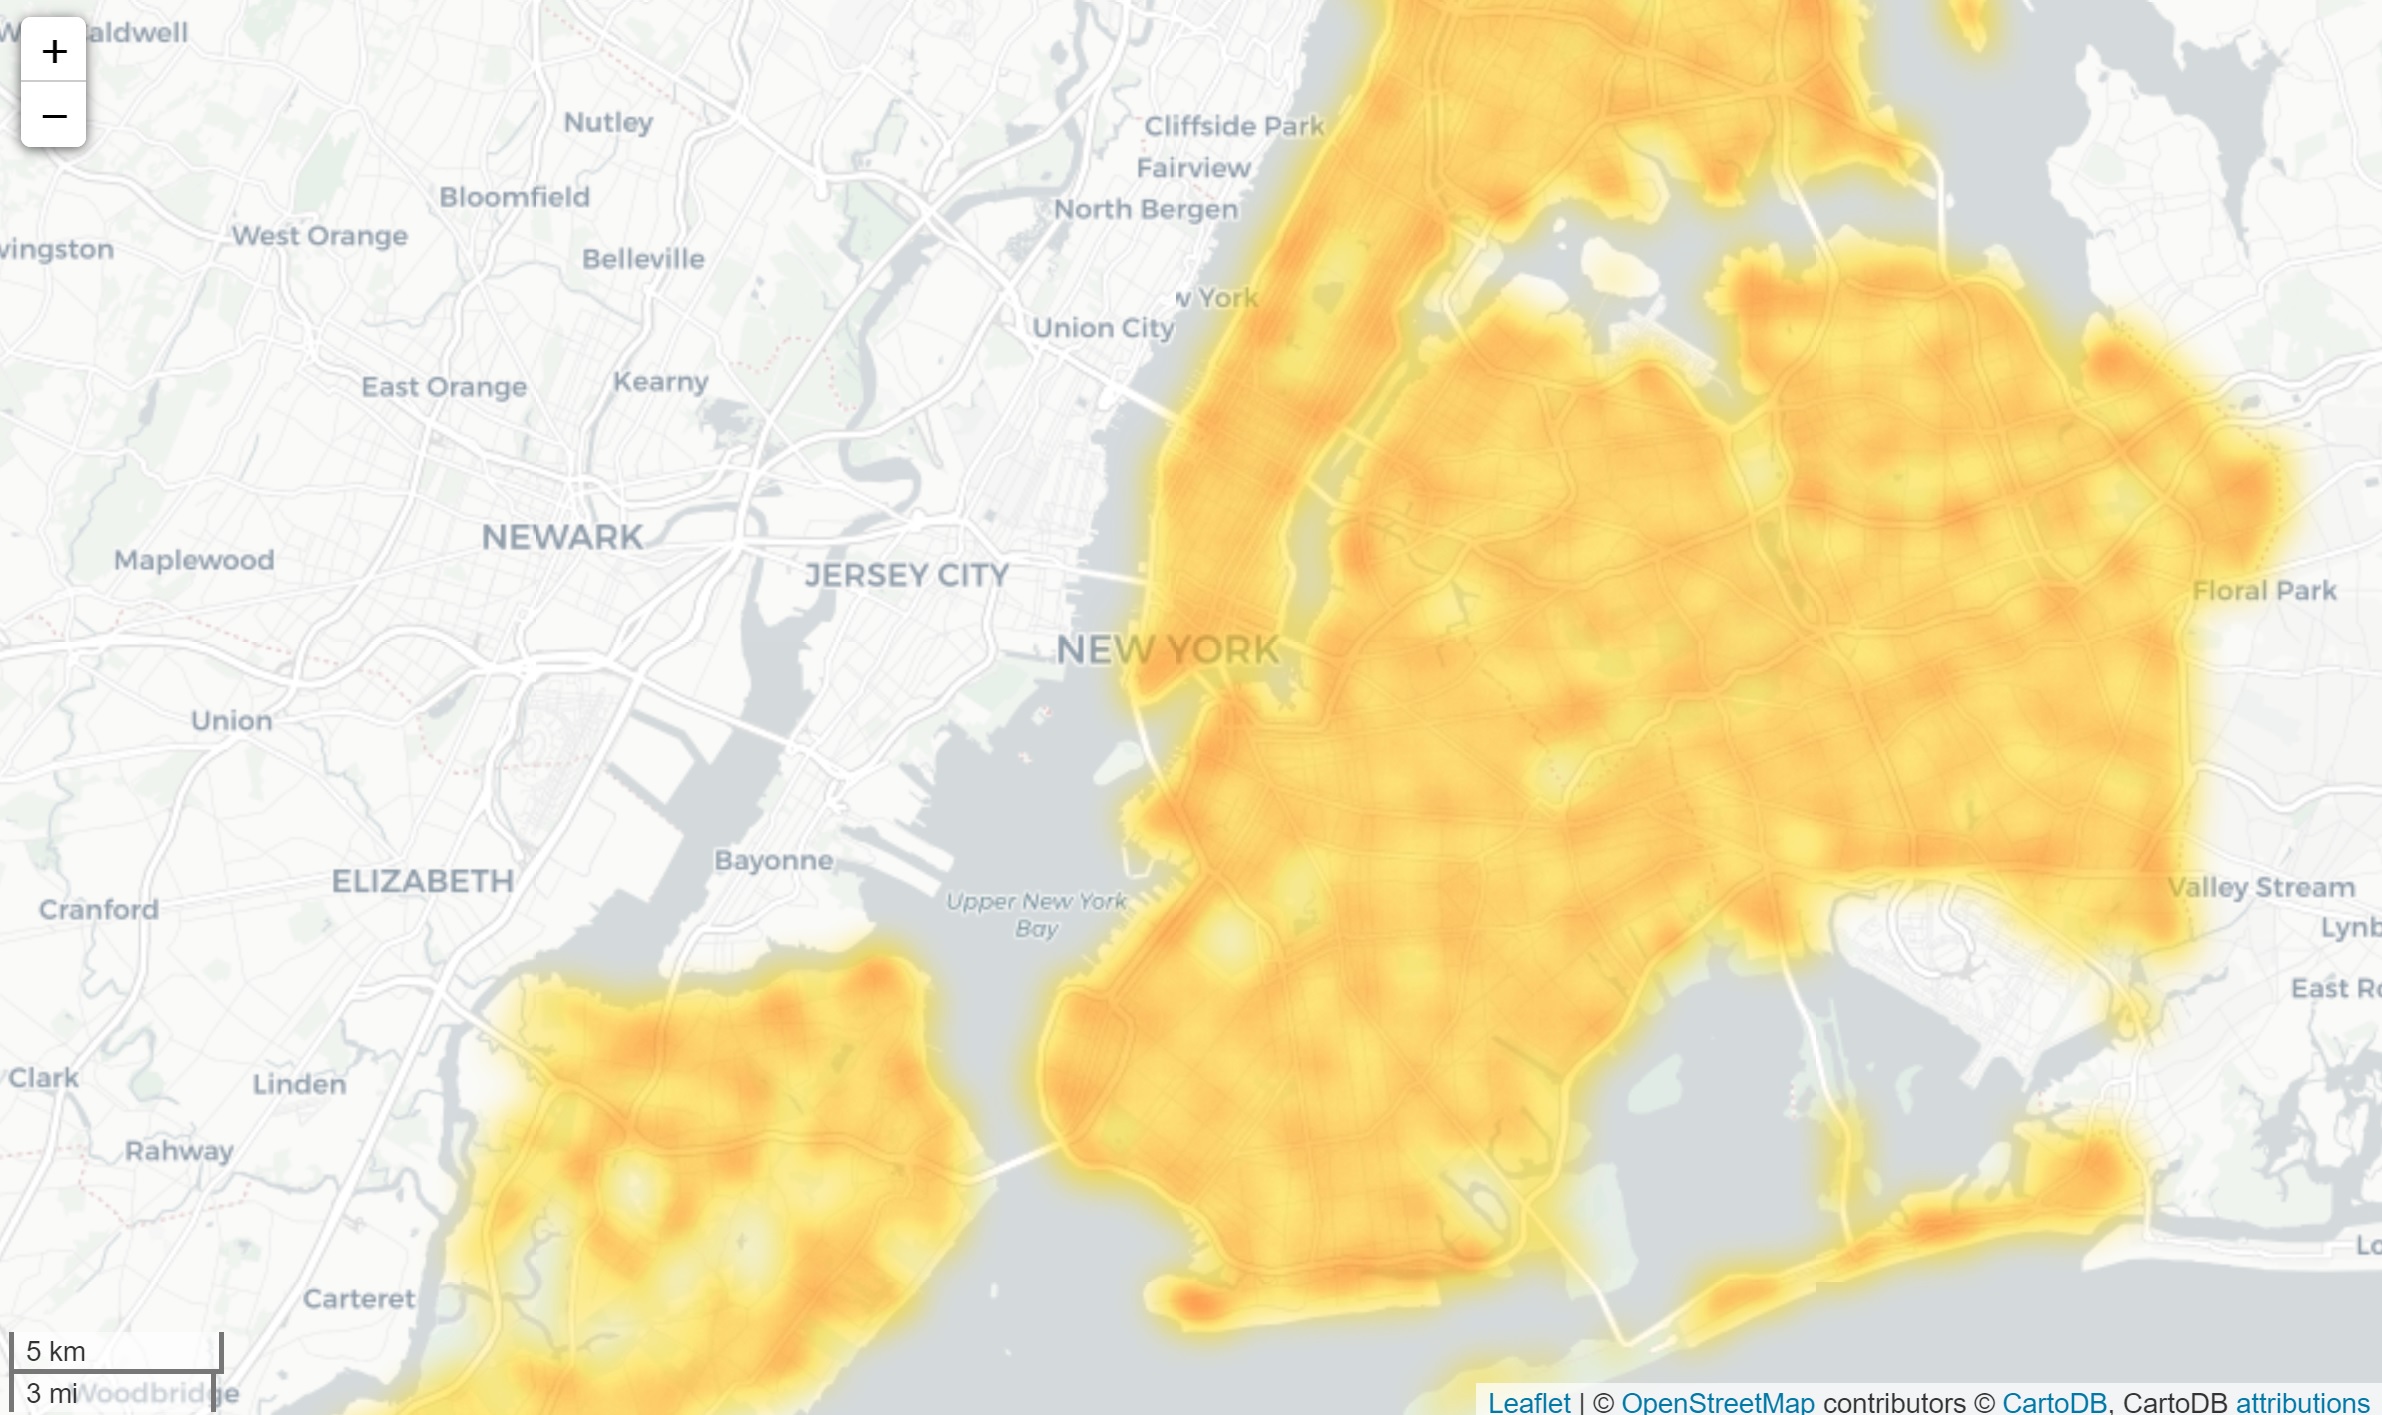 +
−
aldwell
Nutley
Cliffside Park
Fairview
Bloomfield
North Bergen
West Orange
vingston
Belleville
w York
Union City
East Orange
Kearny
NEWARK
Maplewood
JERSEY CITY
Floral Park
NEW YORK
Union
Bayonne
ELIZABETH
Valley Stream
Upper New York
Bay
Cranford
Lynb
East Ro
Clark
Linden
Rahway
Lo
Carteret
5 km
3 mi
Woodbridge
Leaflet | © OpenStreetMap contributors © CartoDB, CartoDB attributions